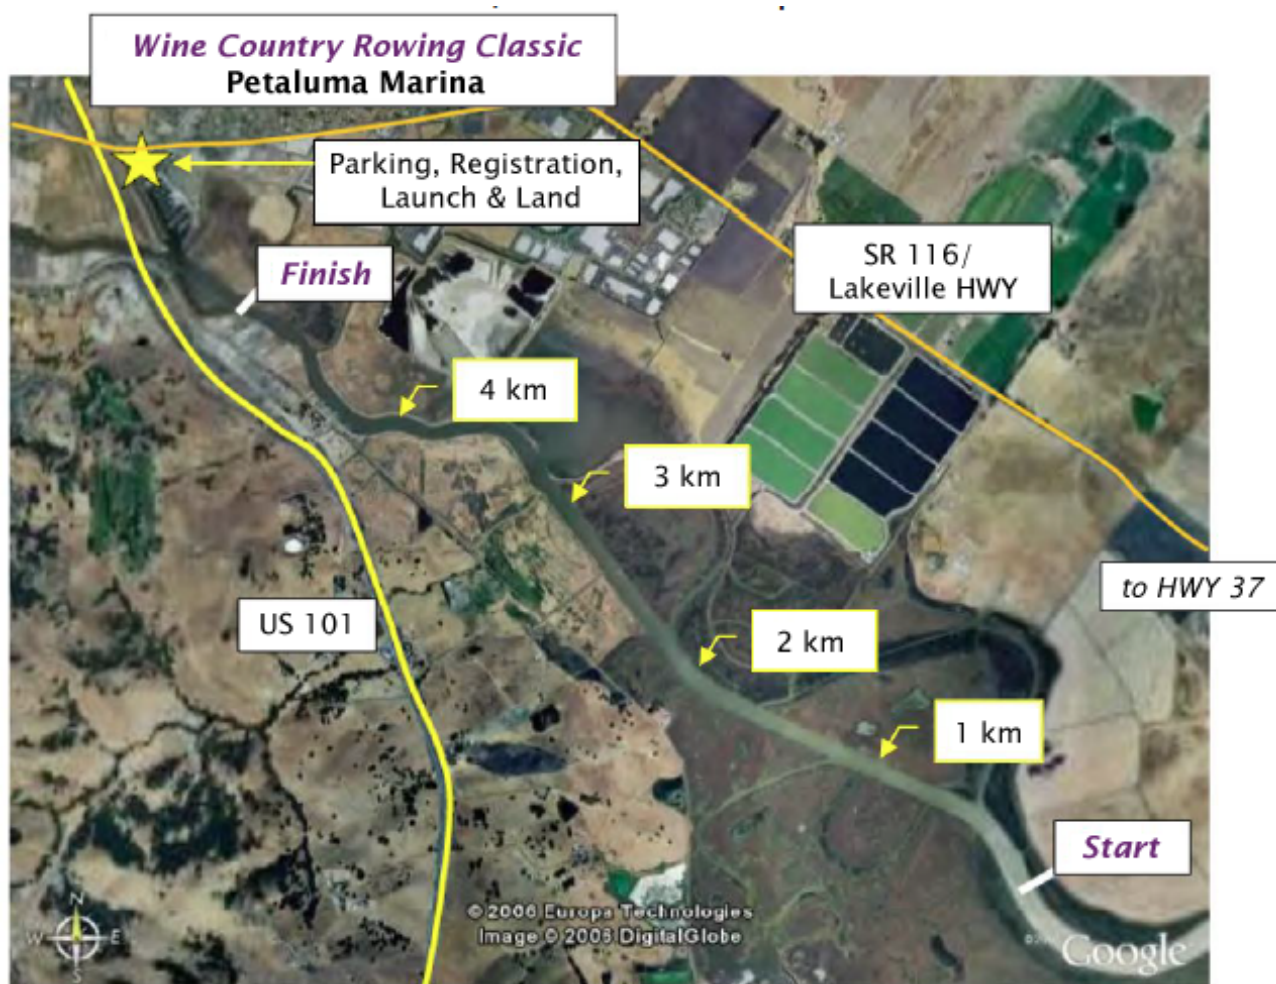 Wine Country Rowing Classic
Petaluma Marina
Parking, Registration,
Launch & Land
Finish
SR 116/
Lakeville HWY
4 km
3 km
to HWY 37
US 101
2 km
1 km
Start
N
W E
S
© 2006 Europa Technologies
Image © 2006 DigitalGlobe
Google